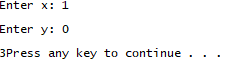 Enter x: 1
Enter y: 0
3Press any key to continue . . .